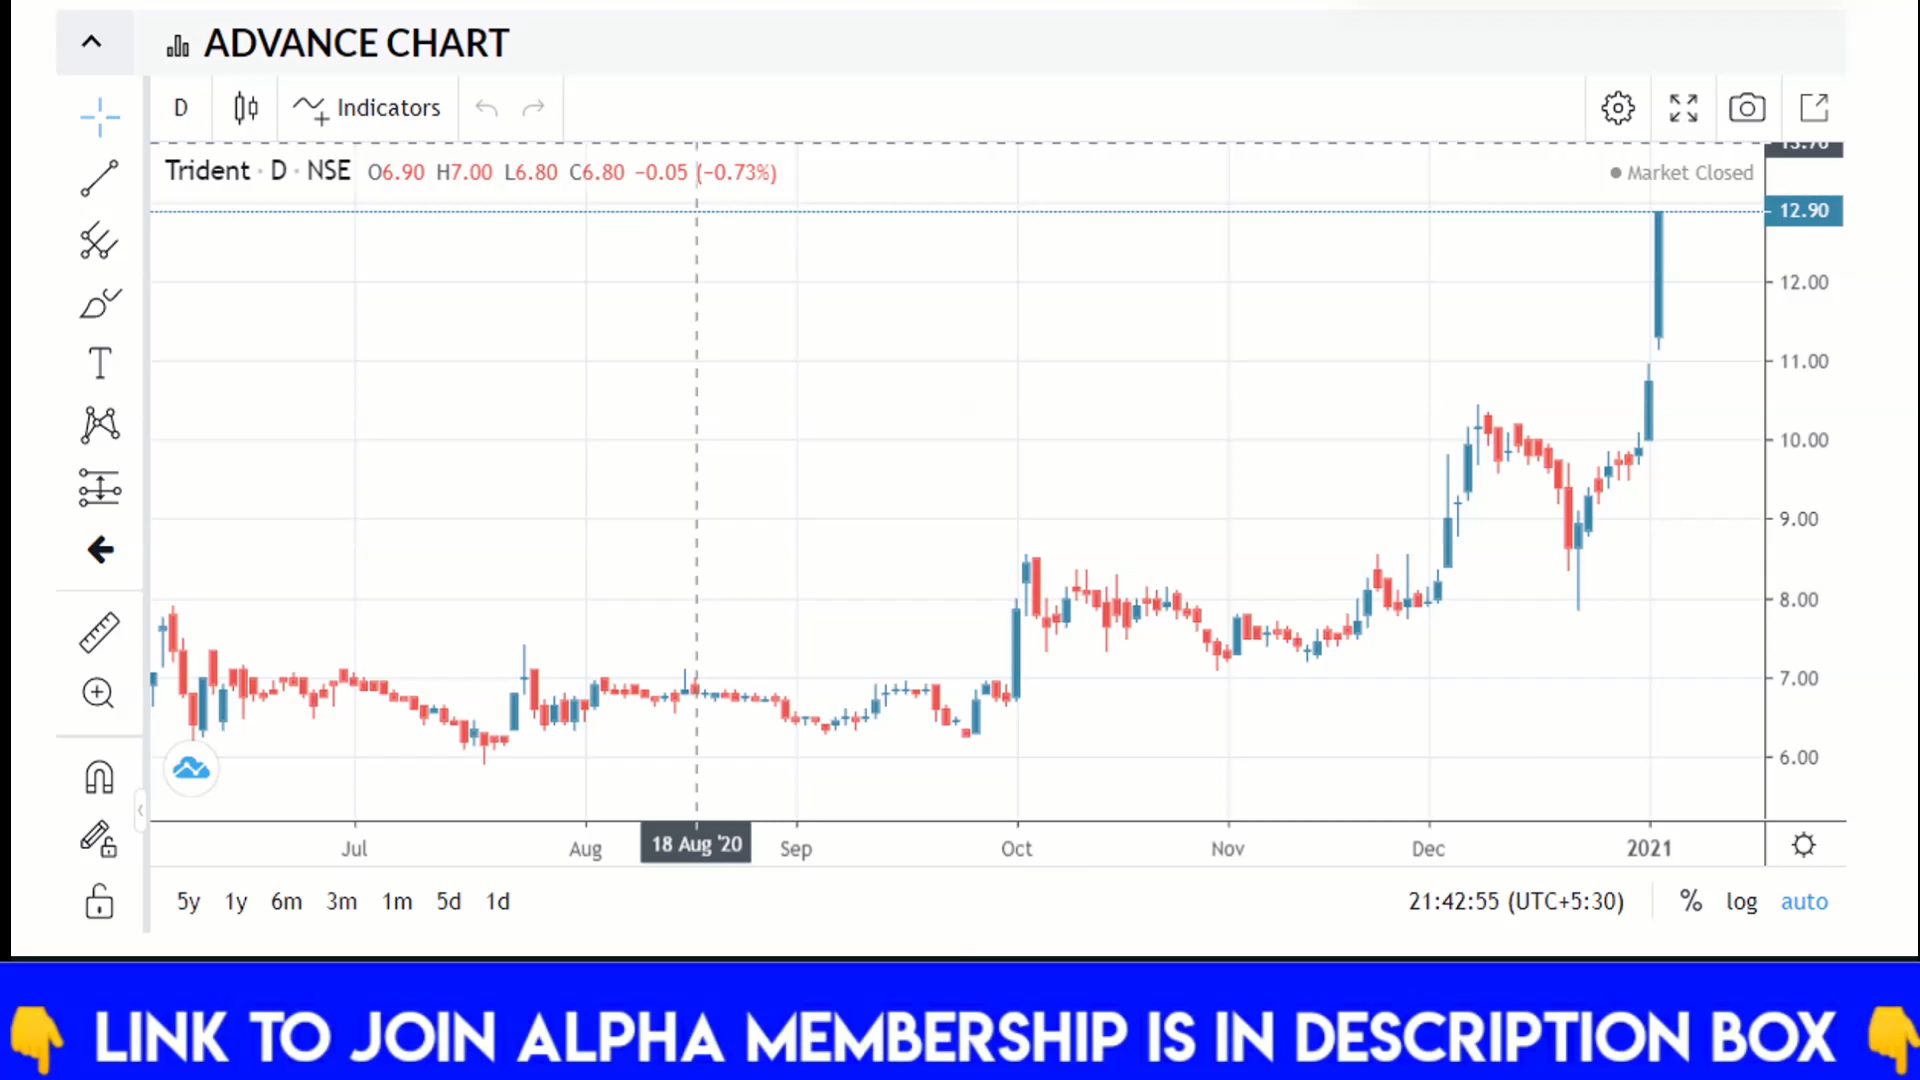 ADVANCE CHART
D
Indicators
Trident · D · NSE O6.90 H7.00 L6.80 C6.80 −0.05 (−0.73%)
Market Closed
13.70
12.90
12.00
11.00
10.00
9.00
8.00
7.00
6.00
Jul Aug 18 Aug '20 Sep Oct Nov Dec 2021
5y 1y 6m 3m 1m 5d 1d 21:42:55 (UTC+5:30) % log auto
LINK TO JOIN ALPHA MEMBERSHIP IS IN DESCRIPTION BOX